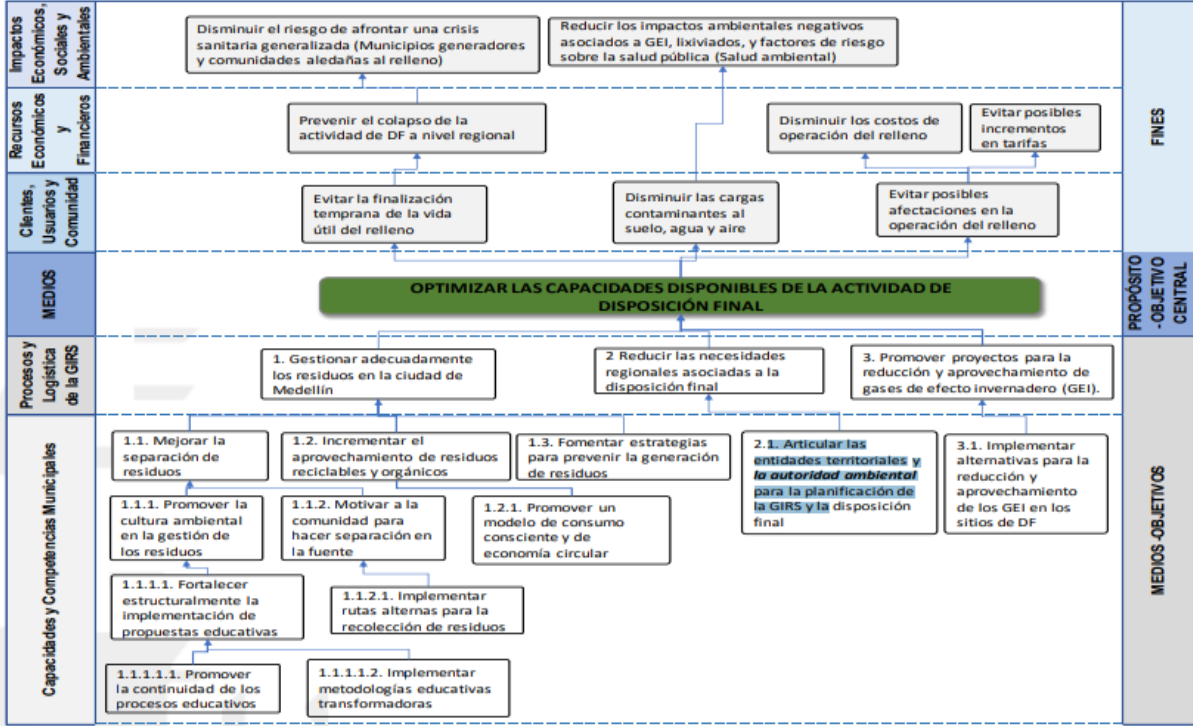 Impactos
Económicos,
Sociales y
Ambientales
Disminuir el riesgo de afrontar una crisis
sanitaria generalizada (Municipios generadores
y comunidades aledañas al relleno)
Reducir los impactos ambientales negativos
asociados a GEI, lixiviados, y factores de riesgo
sobre la salud pública (Salud ambiental)
FINES
Recursos
Económicos
y
Financieros
Prevenir el colapso de la
actividad de DF a nivel regional
Disminuir los costos de
operación del relleno
Evitar posibles
incrementos
en tarifas
Clientes,
Usuarios y
Comunidad
Evitar la finalización
temprana de la vida
útil del relleno
Disminuir las cargas
contaminantes al
suelo, agua y aire
Evitar posibles
afectaciones en la
operación del relleno
MEDIOS
OPTIMIZAR LAS CAPACIDADES DISPONIBLES DE LA ACTIVIDAD DE
DISPOSICIÓN FINAL
PROPÓSITO
-OBJETIVO
CENTRAL
Procesos y
Logística
de la GIRS
1. Gestionar adecuadamente
los residuos en la ciudad de
Medellín
2 Reducir las necesidades
regionales asociadas a la
disposición final
3. Promover proyectos para la
reducción y aprovechamiento de
gases de efecto invernadero (GEI).
MEDIOS -OBJETIVOS
Capacidades y Competencias Municipales
1.1. Mejorar la
separación de
residuos
1.2. Incrementar el
aprovechamiento de residuos
reciclables y orgánicos
1.3. Fomentar estrategias
para prevenir la generación
de residuos
2.1. Articular las
entidades territoriales y
la autoridad ambiental
para la planificación de
la GIRS y la disposición
final
3.1. Implementar
alternativas para la
reducción y
aprovechamiento
de los GEI en los
sitios de DF
1.1.1. Promover la
cultura ambiental
en la gestión de
los residuos
1.1.2. Motivar a la
comunidad para
hacer separación en
la fuente
1.2.1. Promover un
modelo de consumo
consciente y de
economía circular
1.1.1.1. Fortalecer
estructuralmente la
implementación de
propuestas educativas
1.1.2.1. Implementar
rutas alternas para la
recolección de residuos
1.1.1.1.1. Promover
la continuidad de los
procesos educativos
1.1.1.1.2. Implementar
metodologías educativas
transformadoras